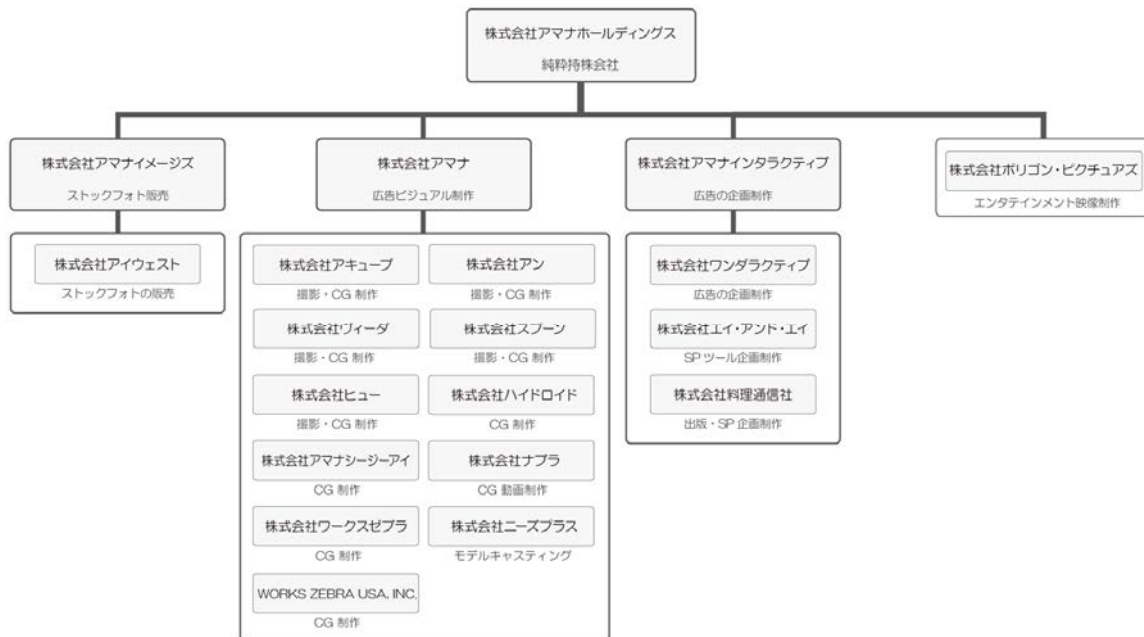 株式会社アマナホールディングス
純粋持株会社
株式会社アマナイメージズ
ストックフォト販売
株式会社アマナ
広告ビジュアル制作
株式会社アマナインタラクティブ
広告の企画制作
株式会社ポリゴン・ピクチュアズ
エンタテインメント映像制作
株式会社アイウェスト
ストックフォトの販売
株式会社アキューブ
撮影・CG 制作
株式会社アン
撮影・CG 制作
株式会社ヴィーダ
撮影・CG 制作
株式会社スプーン
撮影・CG 制作
株式会社ヒュー
撮影・CG 制作
株式会社ハイドロイド
CG 制作
株式会社アマナシージーアイ
CG 制作
株式会社ナブラ
CG 動画制作
株式会社ワークスゼブラ
CG 制作
株式会社ニーズプラス
モデルキャスティング
WORKS ZEBRA USA, INC.
CG 制作
株式会社ワンダラクティブ
広告の企画制作
株式会社エイ・アンド・エイ
SP ツール企画制作
株式会社料理通信社
出版・SP 企画制作